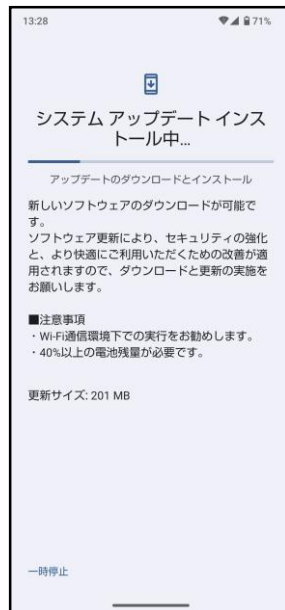 13:28
71%
システム アップデート インス
トール中...
アップデートのダウンロードとインストール
新しいソフトウェアのダウンロードが可能で
す。
ソフトウェア更新により、セキュリティの強化
と、より快適にご利用いただくための改善が適
用されますので、ダウンロードと更新の実施を
お願いします。
■注意事項
・Wi-Fi通信環境下での実行をお勧めします。
・40%以上の電池残量が必要です。
更新サイズ: 201 MB
一時停止